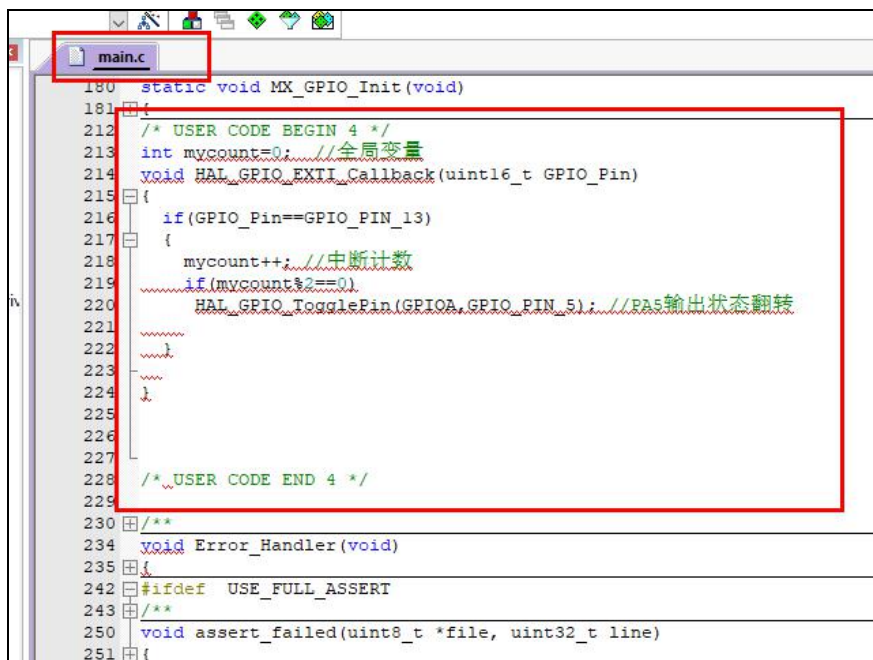 main.c
180 static void MX_GPIO_Init(void)
181 {
212 /* USER CODE BEGIN 4 */
213 int mycount=0; //全局变量
214 void HAL_GPIO_EXTI_Callback(uint16_t GPIO_Pin)
215 {
216 if(GPIO_Pin==GPIO_PIN_13)
217 {
218 mycount++; //中断计数
219 if(mycount%2==0)
220 HAL_GPIO_TogglePin(GPIOA,GPIO_PIN_5); //PA5输出状态翻转
221
222 }
223
224 }
225
226
227
228 /* USER CODE END 4 */
229
230 /**
234 void Error_Handler(void)
235 {
242 #ifdef USE_FULL_ASSERT
243 /**
250 void assert_failed(uint8_t *file, uint32_t line)
251 {